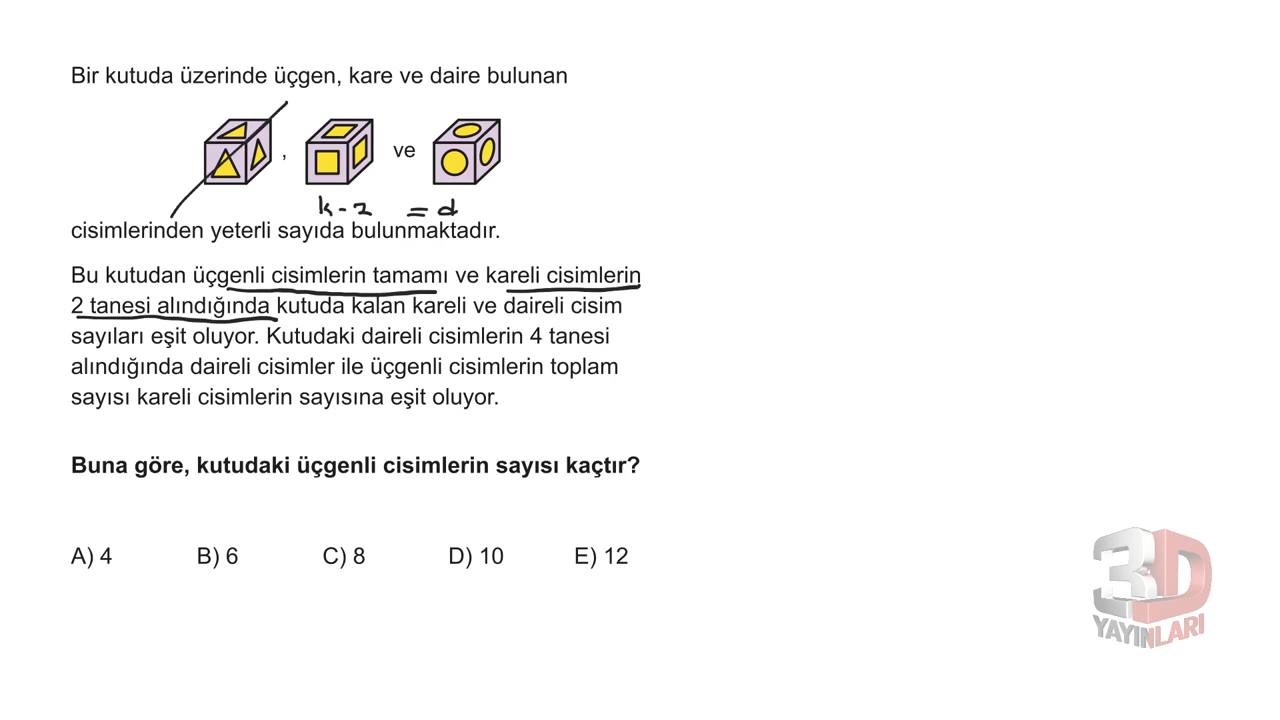 Bir kutuda üzerinde üçgen, kare ve daire bulunan
, ve
k-2 = d
cisimlerinden yeterli sayıda bulunmaktadır.
Bu kutudan üçgenli cisimlerin tamamı ve kareli cisimlerin
2 tanesi alındığında kutuda kalan kareli ve daireli cisim
sayıları eşit oluyor. Kutudaki daireli cisimlerin 4 tanesi
alındığında daireli cisimler ile üçgenli cisimlerin toplam
sayısı kareli cisimlerin sayısına eşit oluyor.
Buna göre, kutudaki üçgenli cisimlerin sayısı kaçtır?
A) 4 B) 6 C) 8 D) 10 E) 12
3D
YAYINLARI